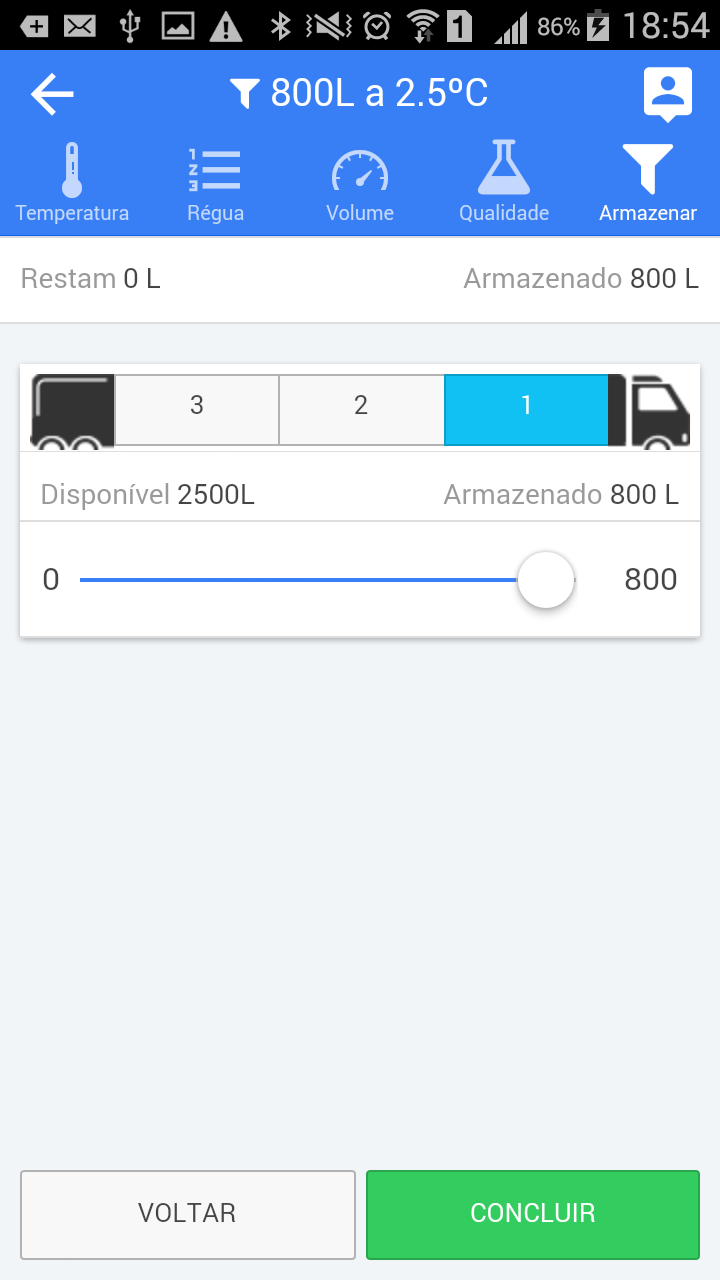 1 86% 18:54
800L a 2.5ºC
Temperatura Régua Volume Qualidade Armazenar
Restam 0 L Armazenado 800 L
3 2 1
Disponível 2500L Armazenado 800 L
0 800
VOLTAR CONCLUIR